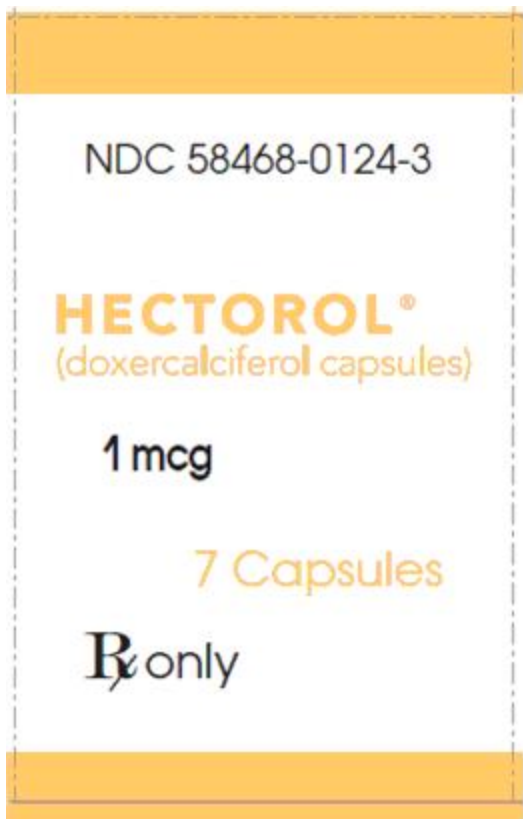 NDC 58468-0124-3
HECTOROL®
(doxercalciferol capsules)
1 mcg
7 Capsules
℞ only